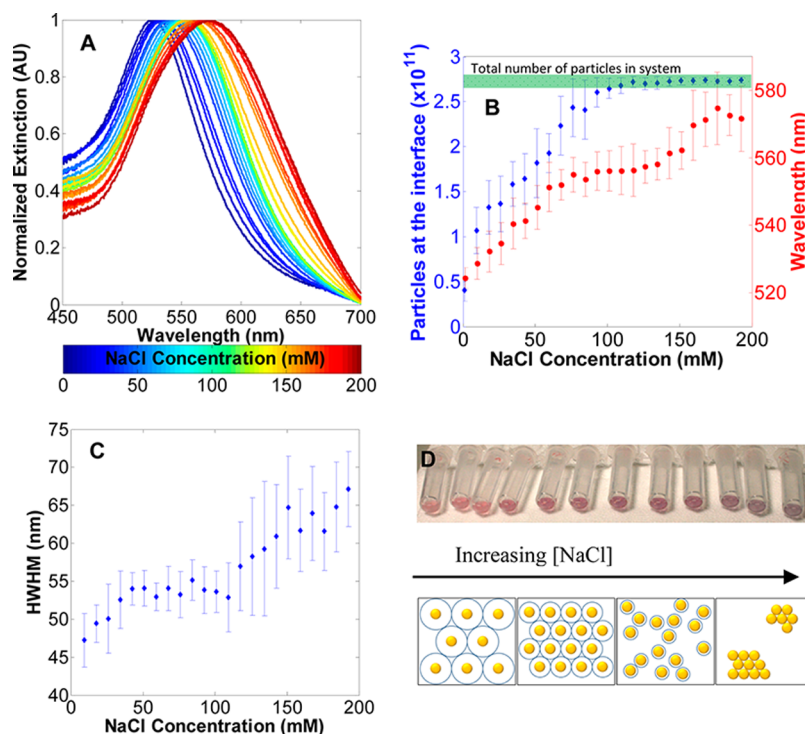 A
Normalized Extinction (AU)
1
0.8
0.6
0.4
0.2
0
450 500 550 600 650 700
Wavelength (nm)
NaCl Concentration (mM)
0 50 100 150 200
B
Total number of particles in system
Particles at the interface (x10^11)
3
2.5
2
1.5
1
0.5
0
Wavelength (nm)
580
560
540
520
0 50 100 150 200
NaCl Concentration (mM)
C
HWHM (nm)
75
70
65
60
55
50
45
40
0 50 100 150 200
NaCl Concentration (mM)
D
Increasing [NaCl]